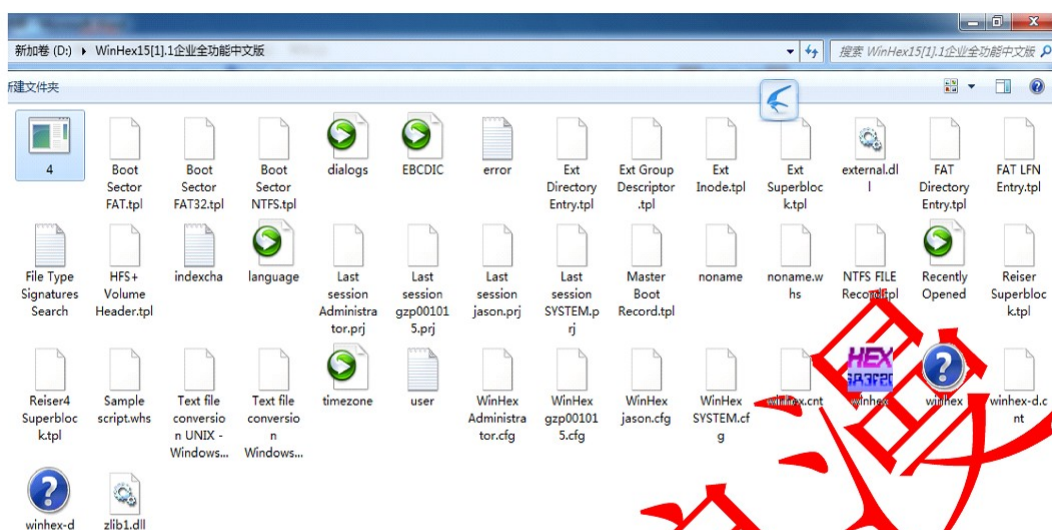 新加卷 (D:) ▸ WinHex15[1].1企业全功能中文版
搜索 WinHex15[1].1企业全功能中文版
新建文件夹
4
Boot
Sector
FAT.tpl
Boot
Sector
FAT32.tpl
Boot
Sector
NTFS.tpl
dialogs
EBCDIC
error
Ext
Directory
Entry.tpl
Ext Group
Descriptor
.tpl
Ext
Inode.tpl
Ext
Superbloc
k.tpl
external.dl
l
FAT
Directory
Entry.tpl
FAT LFN
Entry.tpl
File Type
Signatures
Search
HFS+
Volume
Header.tpl
indexcha
language
Last
session
Administra
tor.prj
Last
session
gzp00101
5.prj
Last
session
jason.prj
Last
session
SYSTEM.p
rj
Master
Boot
Record.tpl
noname
noname.w
hs
NTFS FILE
Record.tpl
Recently
Opened
Reiser
Superbloc
k.tpl
Reiser4
Superbloc
k.tpl
Sample
script.whs
Text file
conversio
n UNIX -
Windows...
Text file
conversio
n
Windows...
timezone
user
WinHex
Administra
tor.cfg
WinHex
gzp00101
5.cfg
WinHex
jason.cfg
WinHex
SYSTEM.cf
g
winhex.cnt
HEX
winhex
winhex
winhex-d.c
nt
winhex-d
zlib1.dll